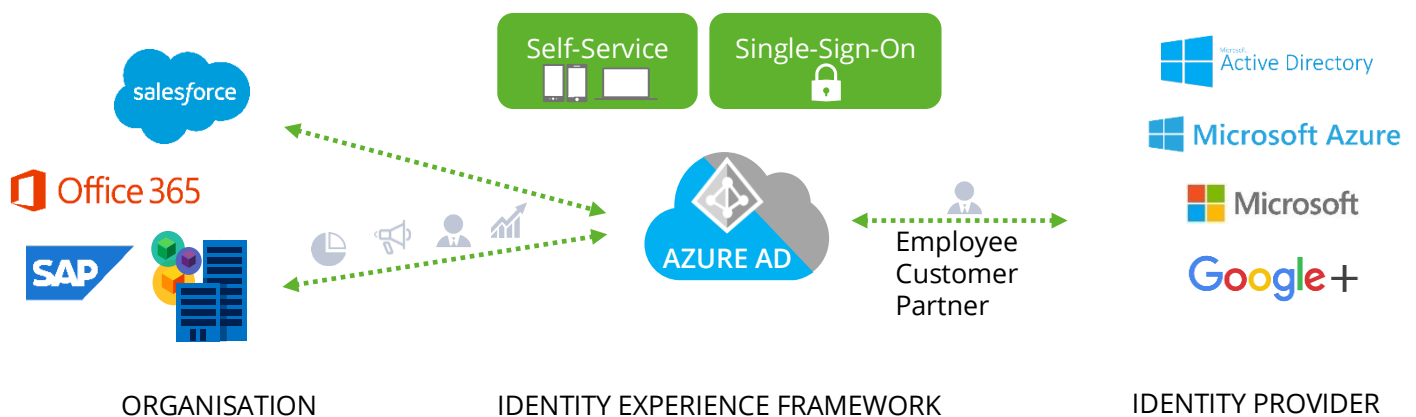 Self-Service
Single-Sign-On
salesforce
Office 365
SAP
AZURE AD
Employee
Customer
Partner
Microsoft
Active Directory
Microsoft Azure
Microsoft
Google+
ORGANISATION
IDENTITY EXPERIENCE FRAMEWORK
IDENTITY PROVIDER